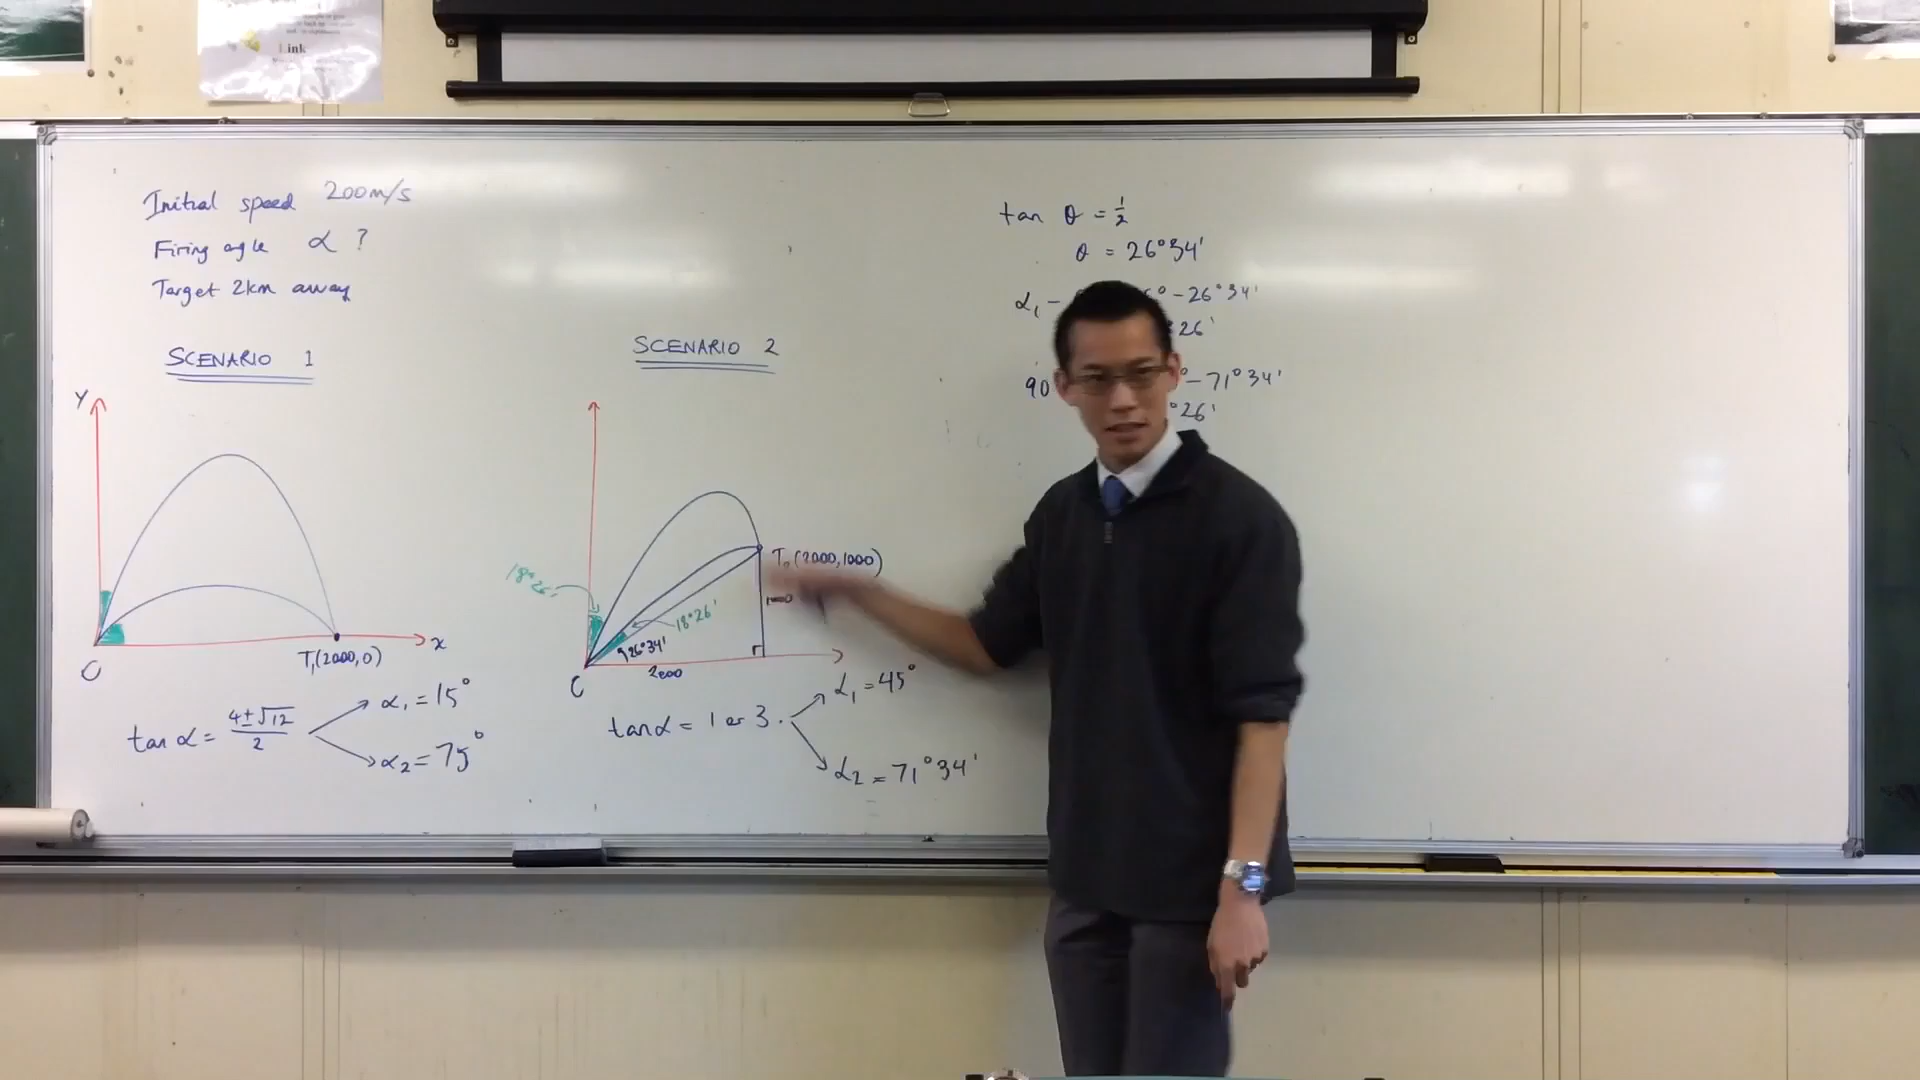 Link
Initial speed 200m/s
Firing angle α ?
Target 2km away
SCENARIO 1
Y
x
O
T₁(2000,0)
tan α = (4±√12)/2
α₁ = 15°
α₂ = 75°
SCENARIO 2
18°26'
18°26'
26°34'
2000
1000
T₂(2000,1000)
O
tanα = 1 or 3.
α₁ = 45°
α₂ = 71°34'
tan θ = 1/2
θ = 26°34'
α₁ - ° - 26°34'
26'
90 ° - 71°34'
°26'